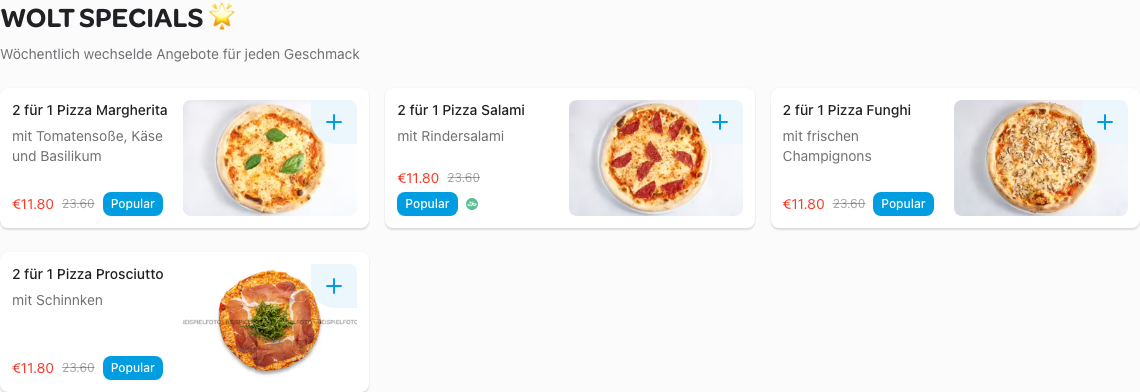 WOLT SPECIALS 🌟
Wöchentlich wechselde Angebote für jeden Geschmack
2 für 1 Pizza Margherita
mit Tomatensoße, Käse
und Basilikum
€11.80 23.60 Popular
2 für 1 Pizza Salami
mit Rindersalami
€11.80 23.60
Popular
2 für 1 Pizza Funghi
mit frischen
Champignons
€11.80 23.60 Popular
2 für 1 Pizza Prosciutto
mit Schinnken
€11.80 23.60 Popular